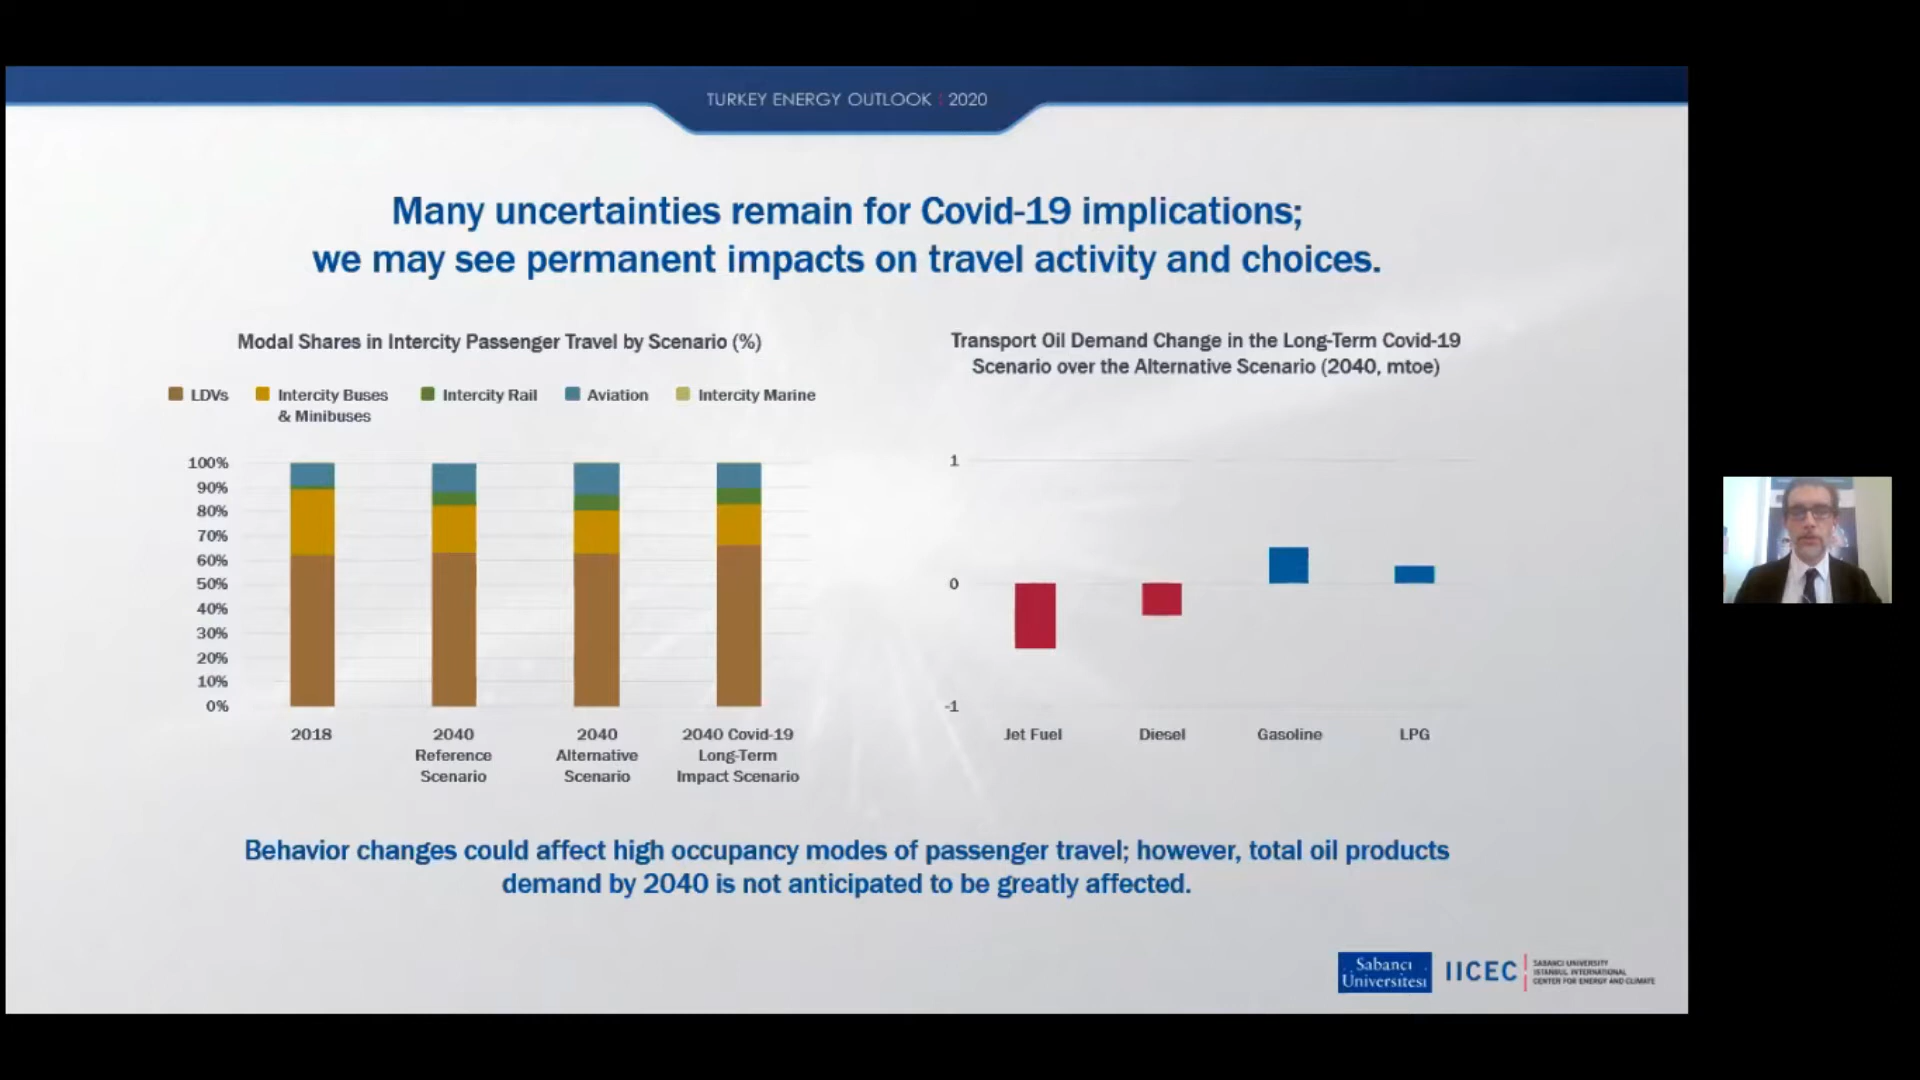 TURKEY ENERGY OUTLOOK | 2020
Many uncertainties remain for Covid-19 implications;
we may see permanent impacts on travel activity and choices.
Modal Shares in Intercity Passenger Travel by Scenario (%)
LDVs
Intercity Buses
& Minibuses
Intercity Rail
Aviation
Intercity Marine
100%
90%
80%
70%
60%
50%
40%
30%
20%
10%
0%
2018
2040
Reference
Scenario
2040
Alternative
Scenario
2040 Covid-19
Long-Term
Impact Scenario
Transport Oil Demand Change in the Long-Term Covid-19
Scenario over the Alternative Scenario (2040, mtoe)
1
0
-1
Jet Fuel
Diesel
Gasoline
LPG
Behavior changes could affect high occupancy modes of passenger travel; however, total oil products
demand by 2040 is not anticipated to be greatly affected.
Sabancı
Üniversitesi
IICEC
SABANCI UNIVERSITY
ISTANBUL INTERNATIONAL
CENTER FOR ENERGY AND CLIMATE